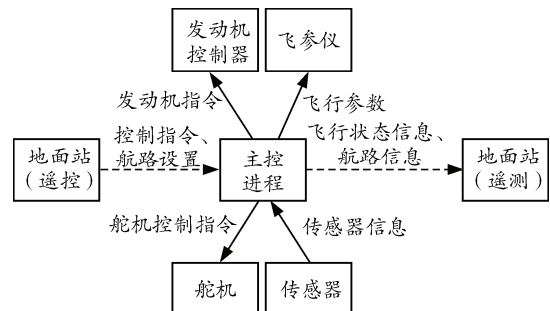 发动机
控制器
飞参仪
发动机指令
飞行参数
控制指令、
航路设置
飞行状态信息、
航路信息
地面站
（遥控）
主控
进程
地面站
（遥测）
舵机控制指令
传感器信息
舵机
传感器